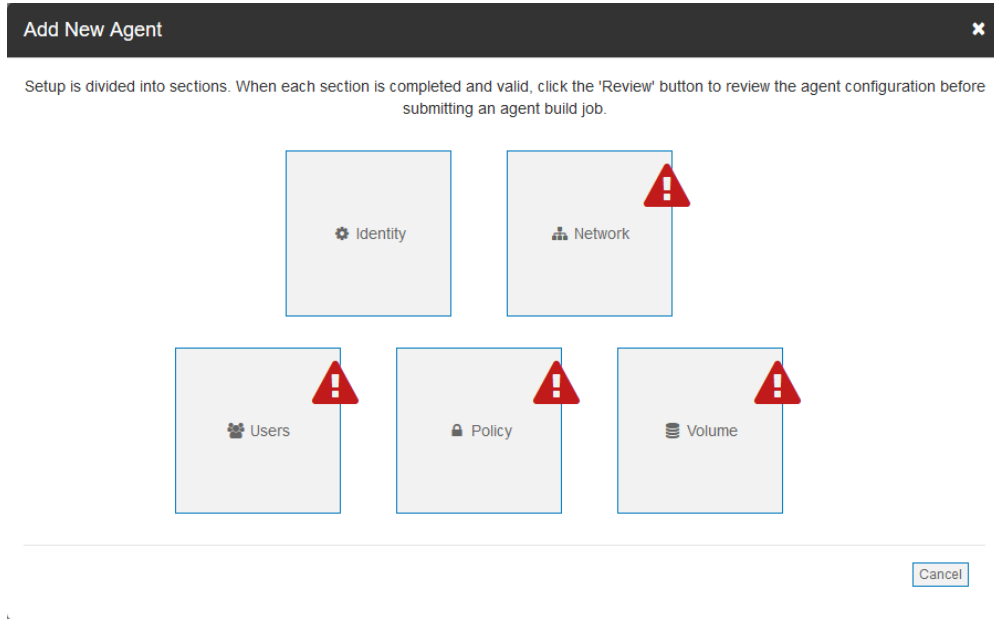 Add New Agent
Setup is divided into sections. When each section is completed and valid, click the 'Review' button to review the agent configuration before
submitting an agent build job.
Identity
Network
Users
Policy
Volume
Cancel